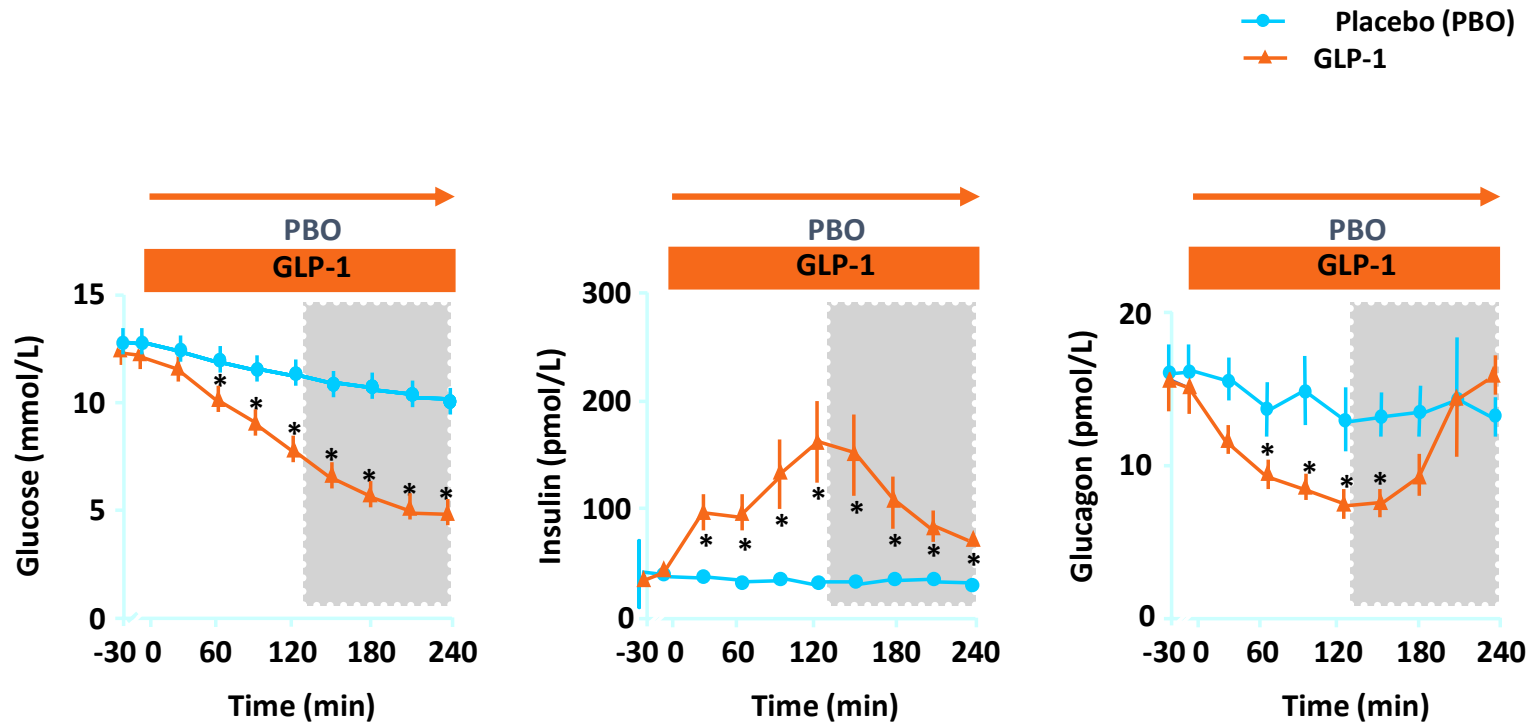 Placebo (PBO)
GLP-1
PBO
GLP-1
15
10
5
0
Glucose (mmol/L)
* * * * * * *
-30 0 60 120 180 240
Time (min)
PBO
GLP-1
300
200
100
0
Insulin (pmol/L)
* * * * * * * *
-30 0 60 120 180 240
Time (min)
PBO
GLP-1
20
10
0
Glucagon (pmol/L)
* * * *
-30 0 60 120 180 240
Time (min)